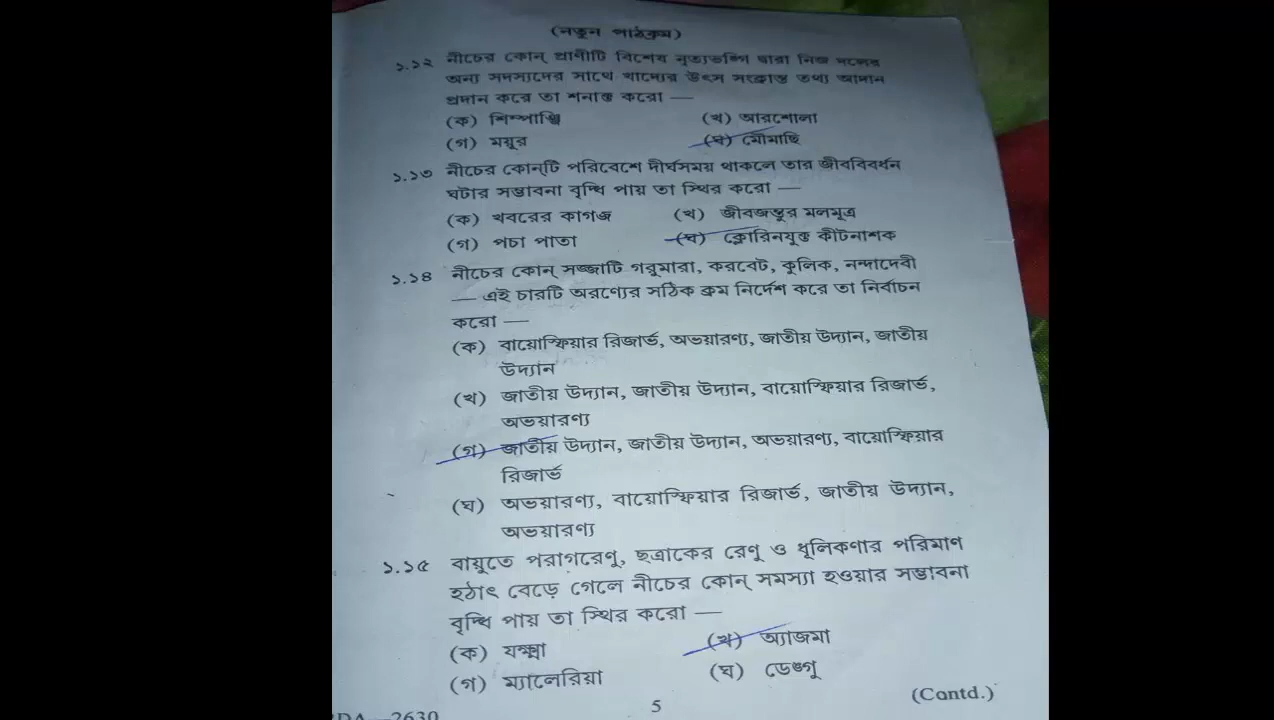 (নতুন পাঠক্রম)
১.১২ নীচের কোন্ প্রাণীটি বিশেষ নৃত্যভঙ্গি দ্বারা নিজ দলের
অন্য সদস্যদের সাথে খাদ্যের উৎস সংক্রান্ত তথ্য আদান
প্রদান করে তা শনাক্ত করো —
(ক) শিম্পাঞ্জি (খ) আরশোলা
(গ) ময়ূর (ঘ) মৌমাছি
১.১৩ নীচের কোন্‌টি পরিবেশে দীর্ঘসময় থাকলে তার জীববিবর্ধন
ঘটার সম্ভাবনা বৃদ্ধি পায় তা স্থির করো —
(ক) খবরের কাগজ (খ) জীবজন্তুর মলমূত্র
(গ) পচা পাতা (ঘ) ক্লোরিনযুক্ত কীটনাশক
১.১৪ নীচের কোন্ সজ্জাটি গরুমারা, করবেট, কুলিক, নন্দাদেবী
— এই চারটি অরণ্যের সঠিক ক্রম নির্দেশ করে তা নির্বাচন
করো —
(ক) বায়োস্ফিয়ার রিজার্ভ, অভয়ারণ্য, জাতীয় উদ্যান, জাতীয়
উদ্যান
(খ) জাতীয় উদ্যান, জাতীয় উদ্যান, বায়োস্ফিয়ার রিজার্ভ,
অভয়ারণ্য
(গ) জাতীয় উদ্যান, জাতীয় উদ্যান, অভয়ারণ্য, বায়োস্ফিয়ার
রিজার্ভ
(ঘ) অভয়ারণ্য, বায়োস্ফিয়ার রিজার্ভ, জাতীয় উদ্যান,
অভয়ারণ্য
১.১৫ বায়ুতে পরাগরেণু, ছত্রাকের রেণু ও ধূলিকণার পরিমাণ
হঠাৎ বেড়ে গেলে নীচের কোন্ সমস্যা হওয়ার সম্ভাবনা
বৃদ্ধি পায় তা স্থির করো —
(ক) যক্ষ্মা (খ) অ্যাজমা
(গ) ম্যালেরিয়া (ঘ) ডেঙ্গু
5 (Contd.)
2630